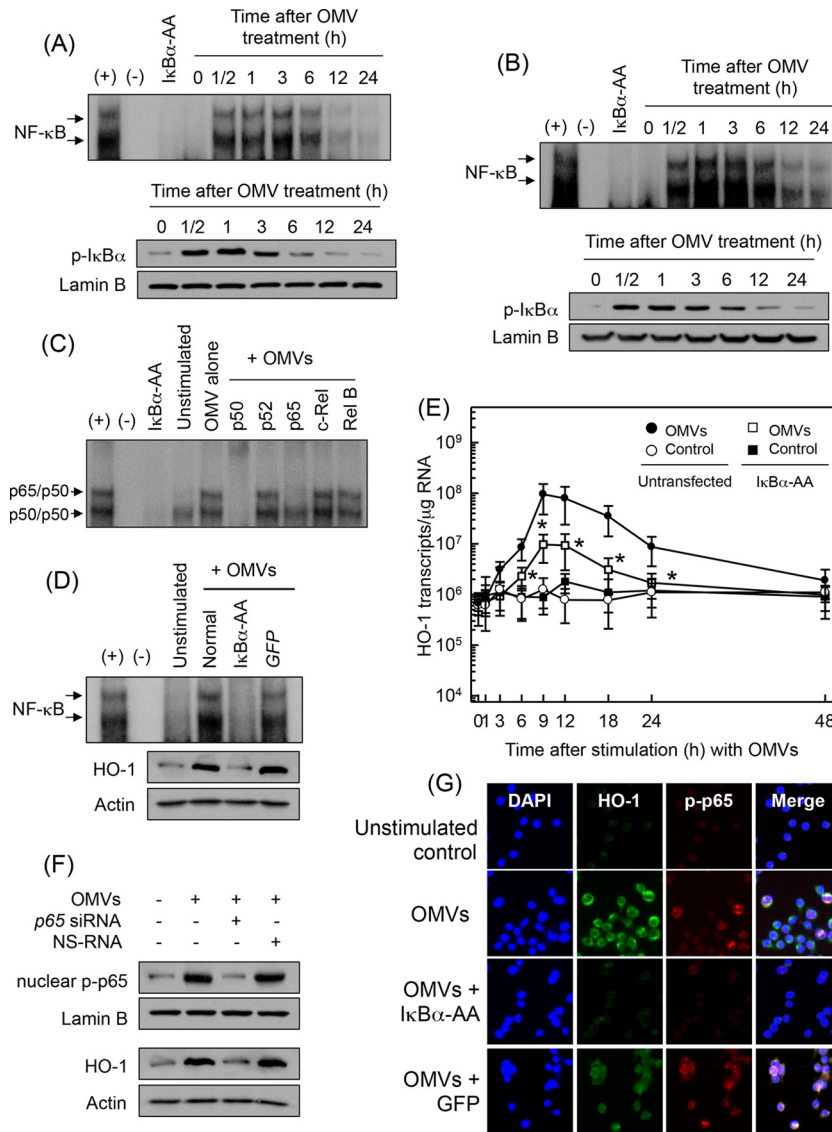 (A)
Time after OMV
treatment (h)
(+) (-) IκBα-AA 0 1/2 1 3 6 12 24
NF-κB
Time after OMV treatment (h)
0 1/2 1 3 6 12 24
p-IκBα
Lamin B
(B)
Time after OMV
treatment (h)
(+) (-) IκBα-AA 0 1/2 1 3 6 12 24
NF-κB
Time after OMV treatment (h)
0 1/2 1 3 6 12 24
p-IκBα
Lamin B
(C)
+ OMVs
(+) (-) IκBα-AA Unstimulated OMV alone p50 p52 p65 c-Rel Rel B
p65/p50
p50/p50
(D)
+ OMVs
(+) (-) Unstimulated Normal IκBα-AA GFP
NF-κB
HO-1
Actin
(E)
HO-1 transcripts/μg RNA
10⁹
10⁸
10⁷
10⁶
10⁵
10⁴
OMVs OMVs
Control Control
Untransfected IκBα-AA
*
*
*
*
*
0 1 3 6 9 12 18 24 48
Time after stimulation (h) with OMVs
(F)
OMVs - + + +
p65 siRNA - - + -
NS-RNA - - - +
nuclear p-p65
Lamin B
HO-1
Actin
(G)
DAPI HO-1 p-p65 Merge
Unstimulated
control
OMVs
OMVs +
IκBα-AA
OMVs +
GFP